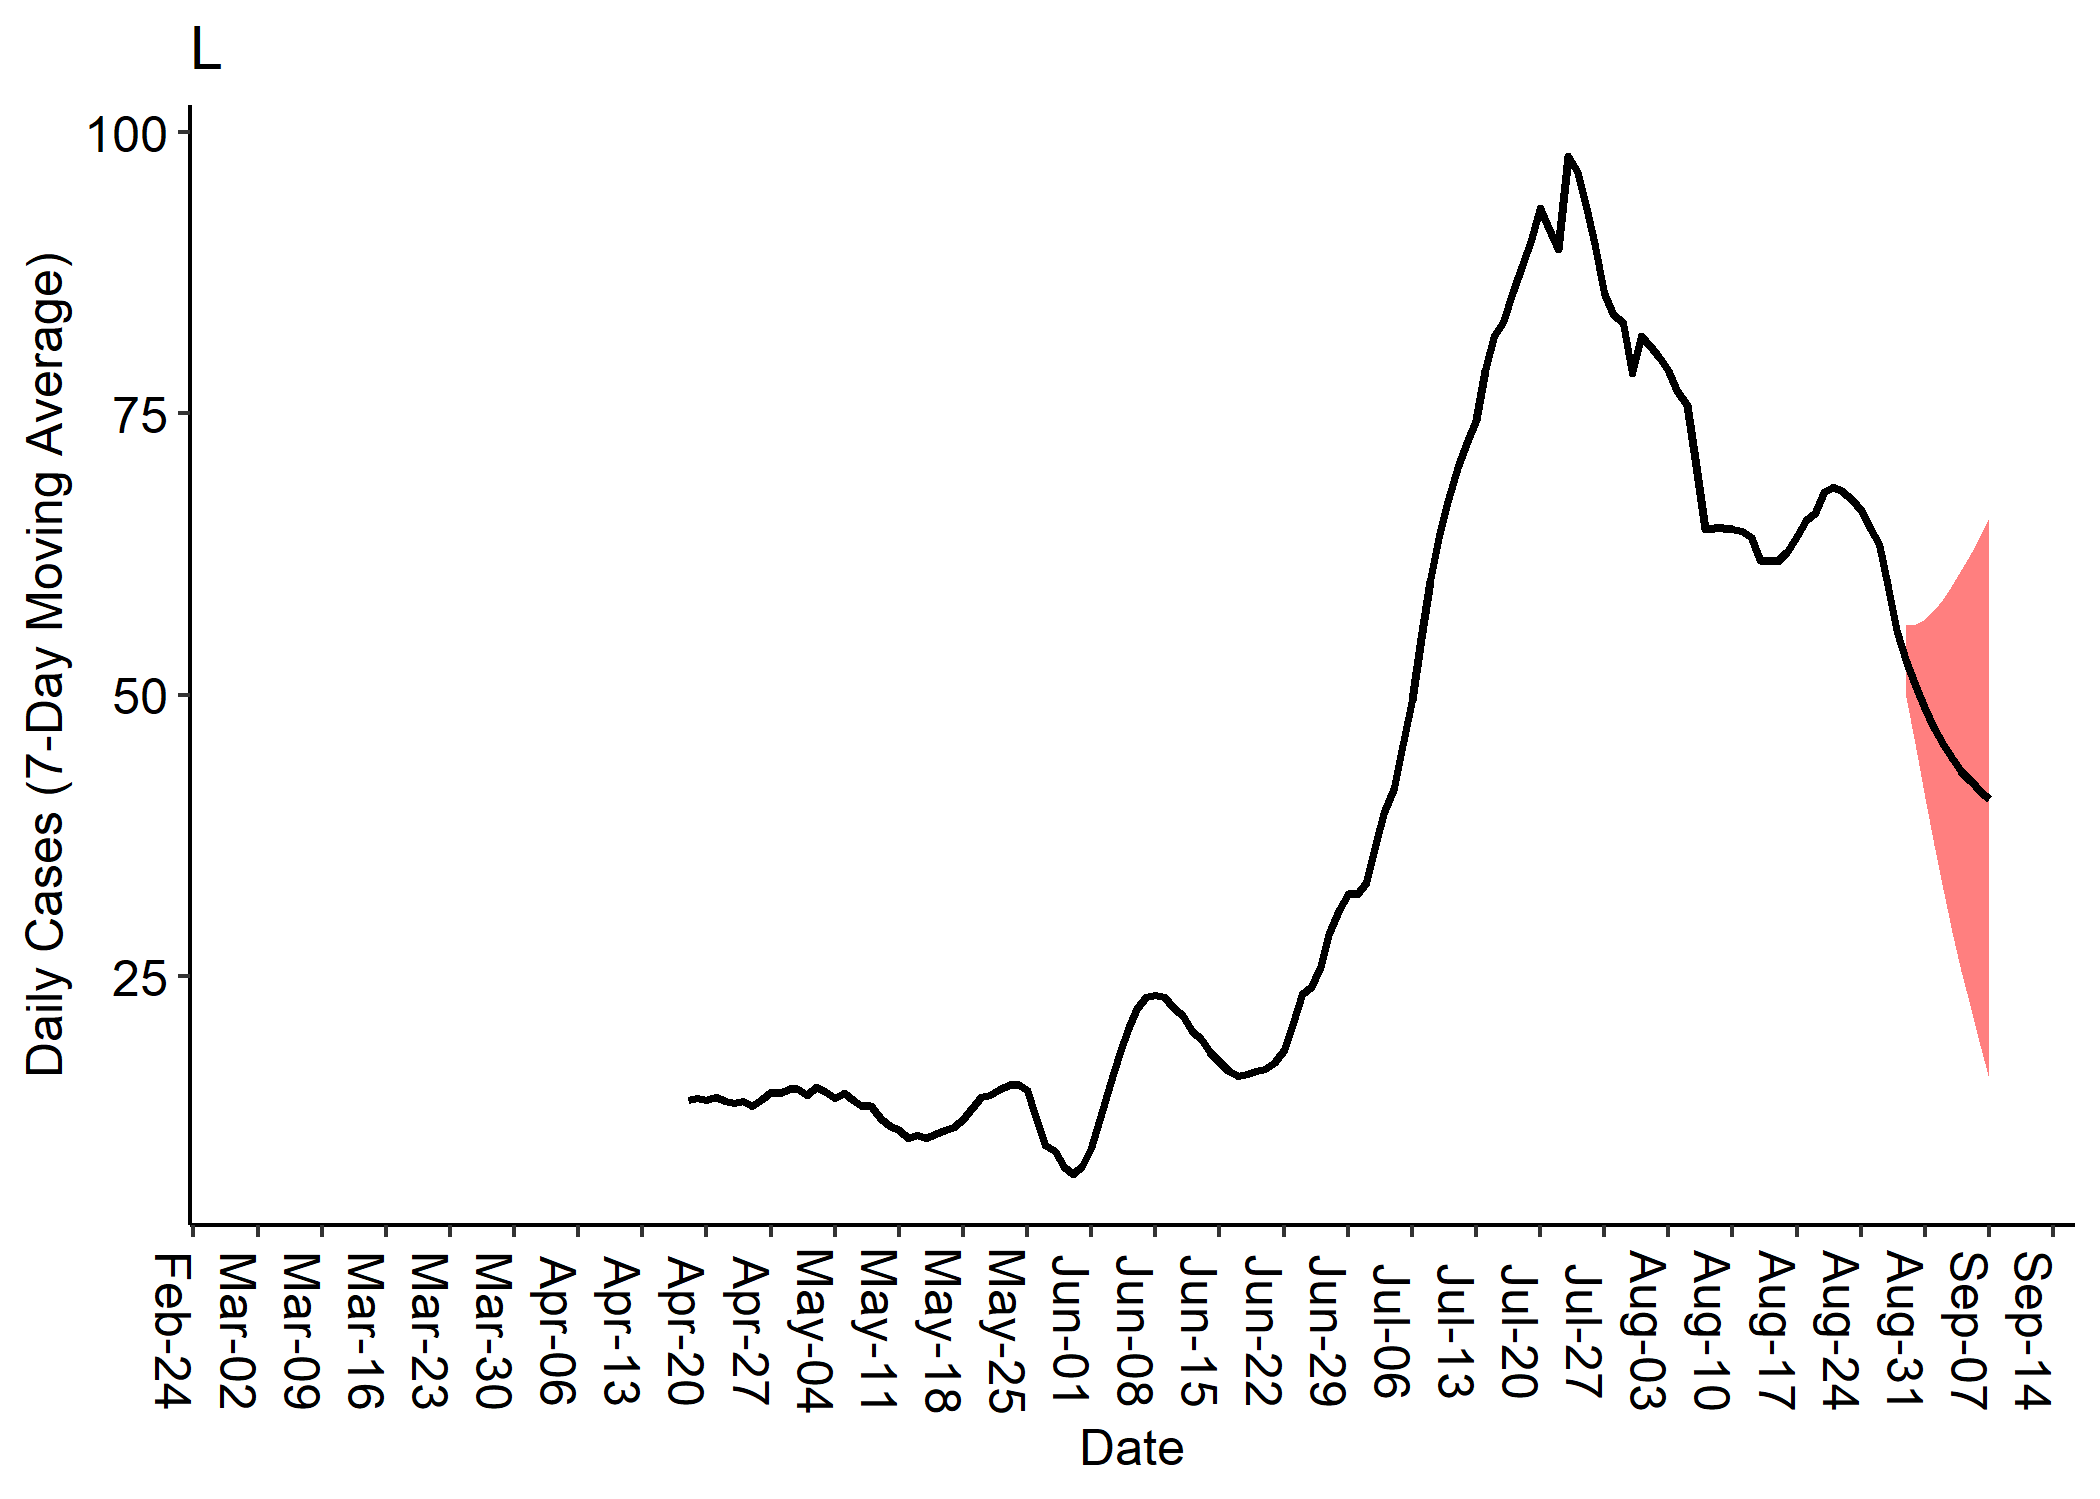 L
Daily Cases (7-Day Moving Average)
100
75
50
25
Feb-24
Mar-02
Mar-09
Mar-16
Mar-23
Mar-30
Apr-06
Apr-13
Apr-20
Apr-27
May-04
May-11
May-18
May-25
Jun-01
Jun-08
Jun-15
Jun-22
Jun-29
Jul-06
Jul-13
Jul-20
Jul-27
Aug-03
Aug-10
Aug-17
Aug-24
Aug-31
Sep-07
Sep-14
Date